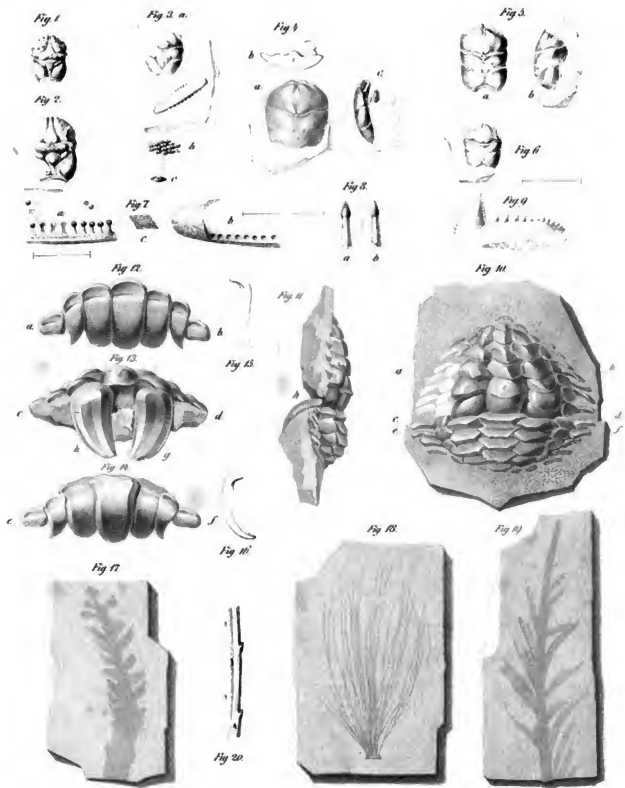 Fig. 1
Fig. 3. a.
Fig. 4
Fig. 5.
b
a.
c.
a
b
Fig. 2.
b
c
Fig. 6
a.
Fig. 7
c.
b
Fig. 8.
a
b
Fig. 9
Fig. 12.
a.
b.
Fig. 15.
Fig. 11
h
Fig. 10.
a
b
c.
d.
e.
f
Fig. 13.
c
d
h
g
Fig. 14
e.
f
Fig. 16
Fig. 17.
Fig. 18.
Fig. 19
Fig. 20.